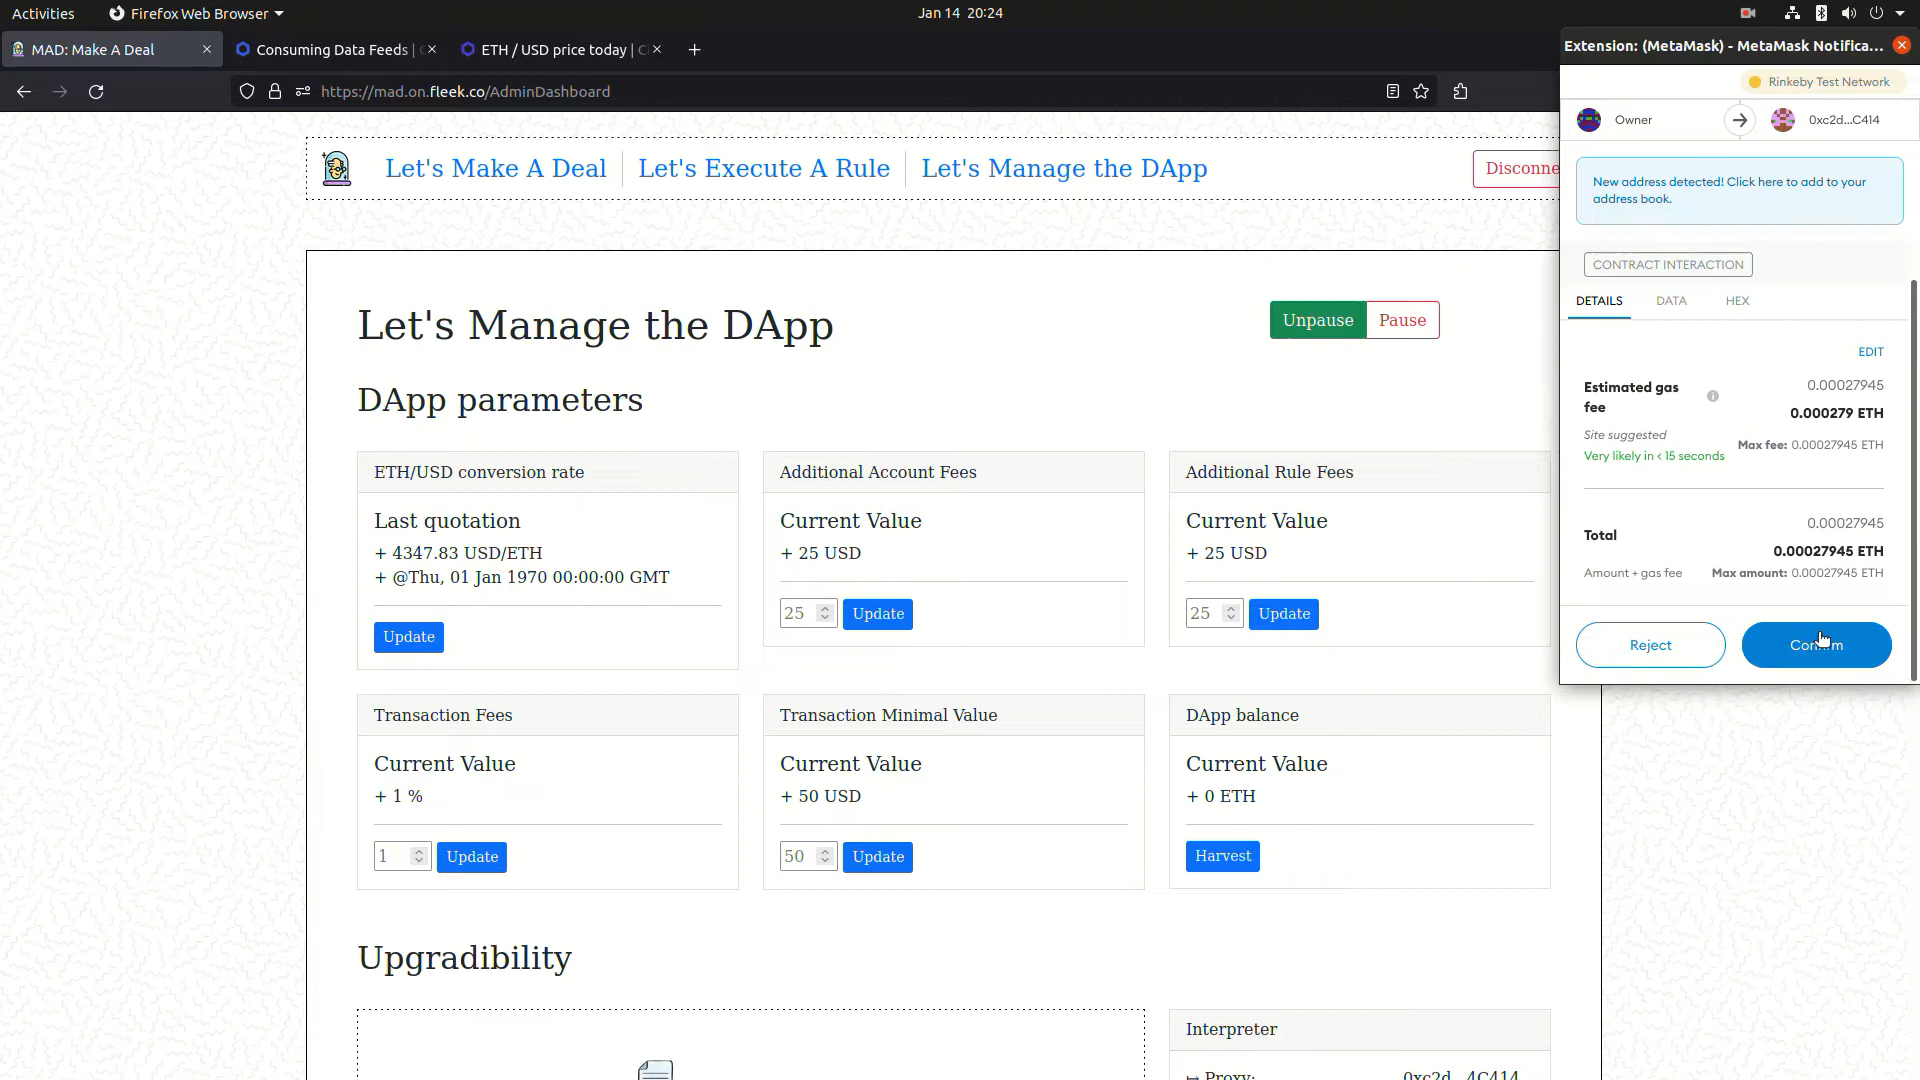 Activities
Firefox Web Browser
Jan 14 20:24
MAD: Make A Deal
Consuming Data Feeds |
ETH / USD price today |
https://mad.on.fleek.co/AdminDashboard
Let's Make A Deal
Let's Execute A Rule
Let's Manage the DApp
Disconne
Let's Manage the DApp
Unpause
Pause
DApp parameters
ETH/USD conversion rate
Last quotation
+ 4347.83 USD/ETH
+ @Thu, 01 Jan 1970 00:00:00 GMT
Update
Additional Account Fees
Current Value
+ 25 USD
25
Update
Additional Rule Fees
Current Value
+ 25 USD
25
Update
Transaction Fees
Current Value
+ 1 %
1
Update
Transaction Minimal Value
Current Value
+ 50 USD
50
Update
DApp balance
Current Value
+ 0 ETH
Harvest
Upgradibility
Interpreter
↦ Proxy:
0xc2d...4C414
Extension: (MetaMask) - MetaMask Notifica...
Rinkeby Test Network
Owner
0xc2d...C414
New address detected! Click here to add to your
address book.
CONTRACT INTERACTION
DETAILS
DATA
HEX
EDIT
Estimated gas
fee
0.00027945
0.000279 ETH
Site suggested
Very likely in < 15 seconds
Max fee: 0.00027945 ETH
Total
0.00027945
0.00027945 ETH
Amount + gas fee
Max amount: 0.00027945 ETH
Reject
Confirm